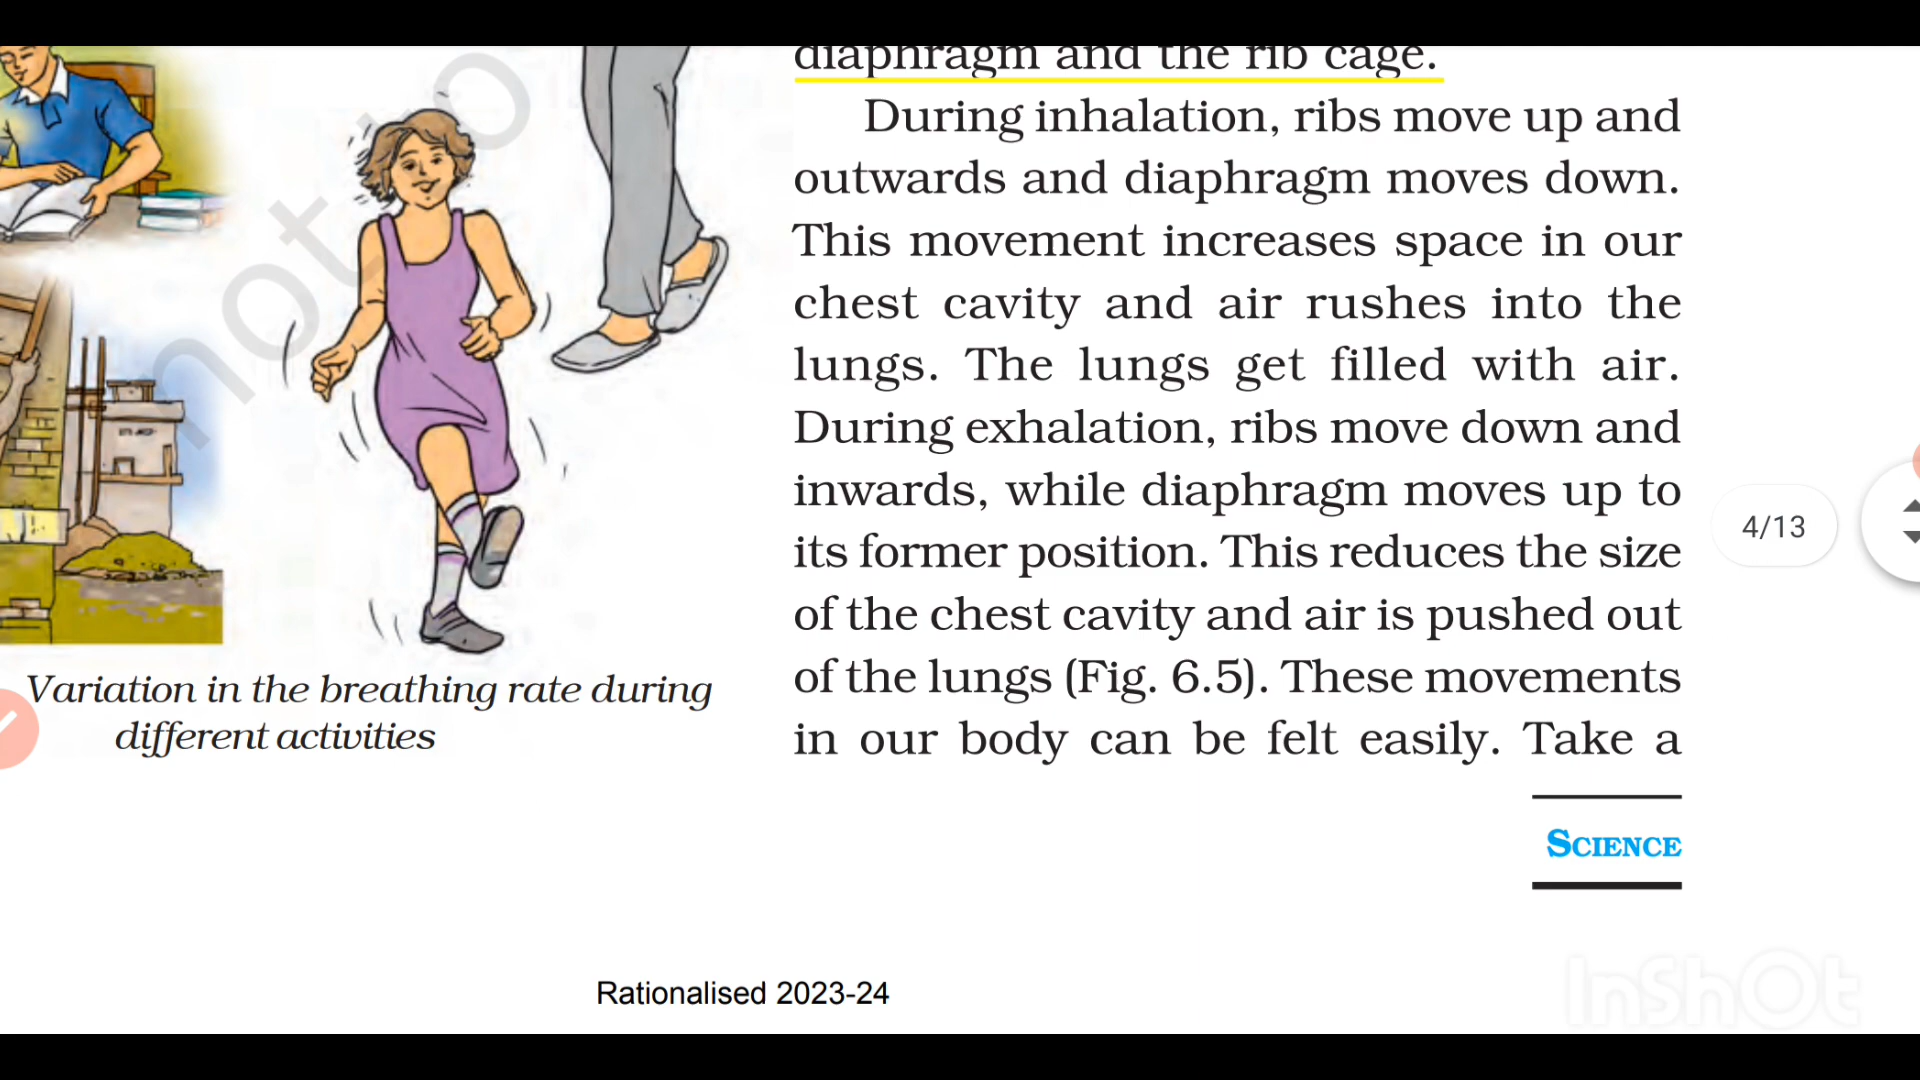 diaphragm and the rib cage.
During inhalation, ribs move up and
outwards and diaphragm moves down.
This movement increases space in our
chest cavity and air rushes into the
lungs. The lungs get filled with air.
During exhalation, ribs move down and
inwards, while diaphragm moves up to
its former position. This reduces the size
of the chest cavity and air is pushed out
of the lungs (Fig. 6.5). These movements
in our body can be felt easily. Take a
not to
Variation in the breathing rate during
different activities
4/13
SCIENCE
Rationalised 2023-24
InShOt